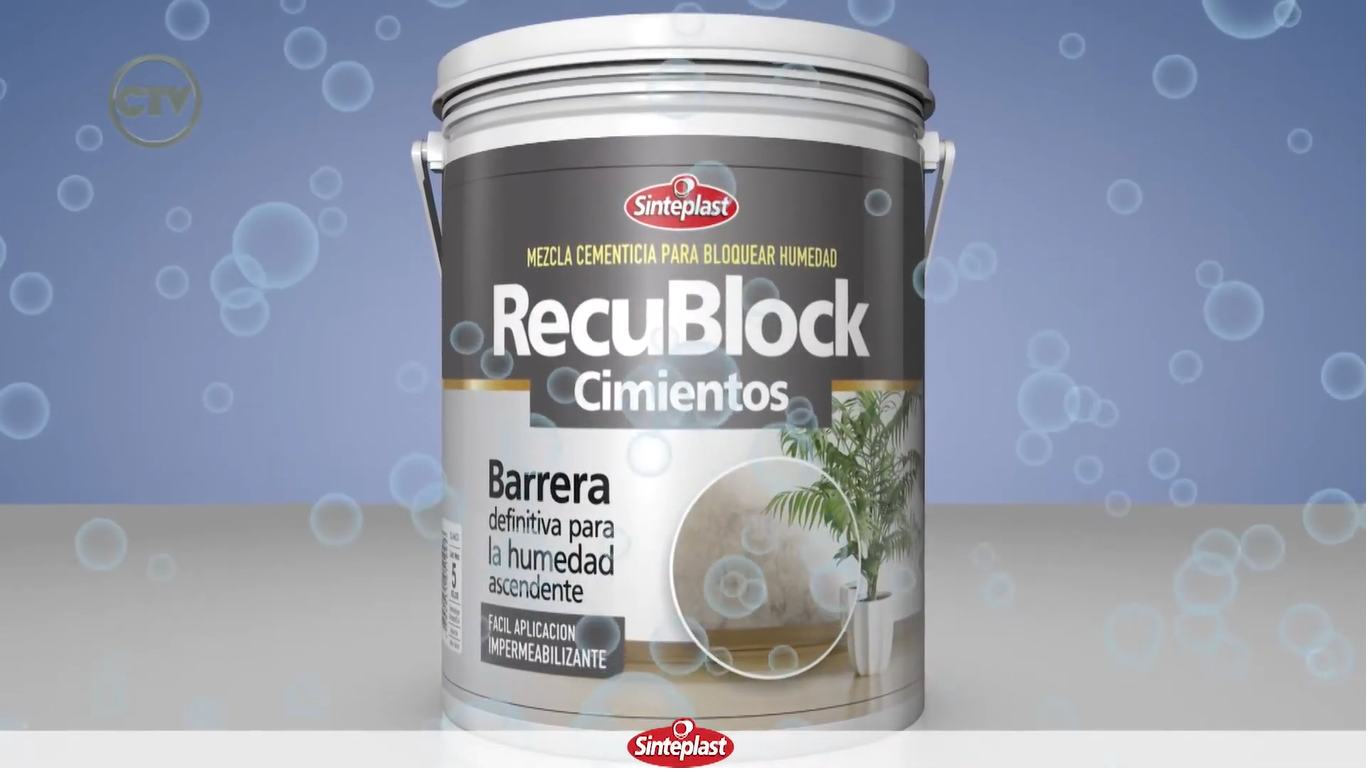 CTV
Sinteplast
MEZCLA CEMENTICIA PARA BLOQUEAR HUMEDAD
RecuBlock
Cimientos
Barrera
definitiva para
la humedad
ascendente
FACIL APLICACION
IMPERMEABILIZANTE
Sinteplast